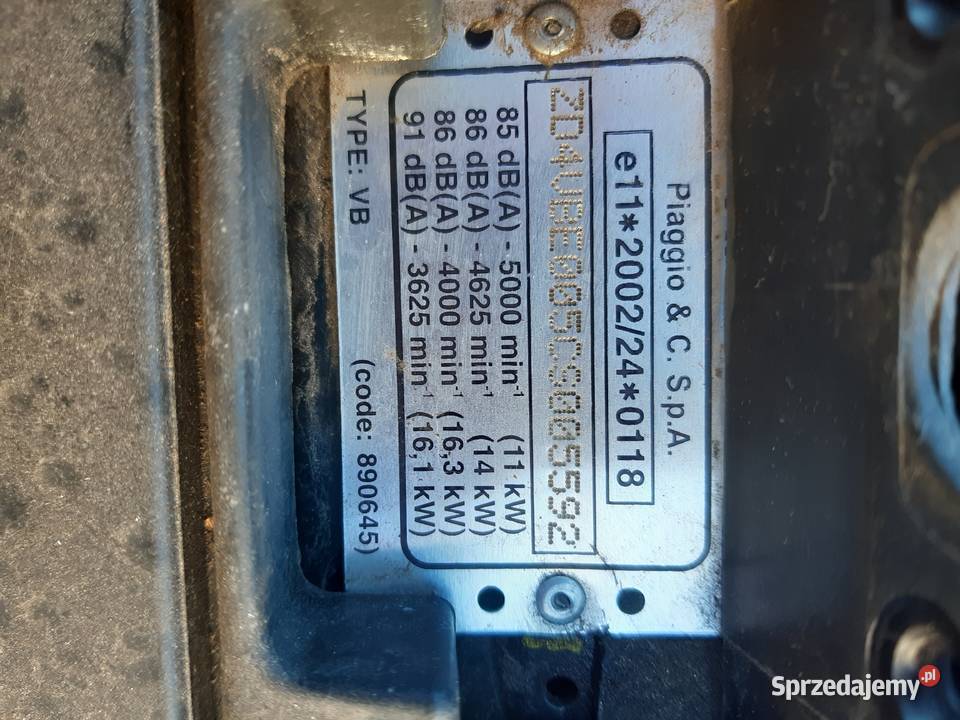 Piaggio & C. S.p.A.
e11*2002/24*0118
ZD4VBE005CS005592
85 dB(A) - 5000 min-1 (11 kW)
86 dB(A) - 4625 min-1 (14 kW)
86 dB(A) - 4000 min-1 (16,3 kW)
91 dB(A) - 3625 min-1 (16,1 kW)
TYPE: VB (code: 890645)
Sprzedajemy.pl